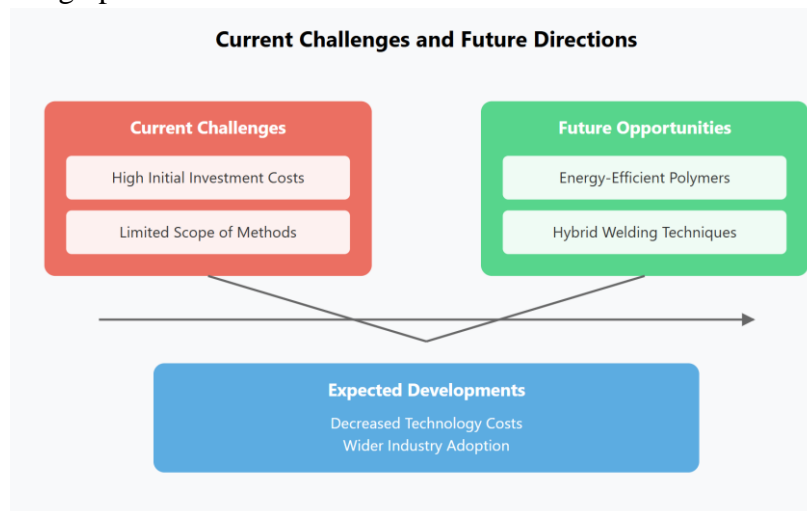 Current Challenges and Future Directions
Current Challenges
High Initial Investment Costs
Limited Scope of Methods
Future Opportunities
Energy-Efficient Polymers
Hybrid Welding Techniques
Expected Developments
Decreased Technology Costs
Wider Industry Adoption